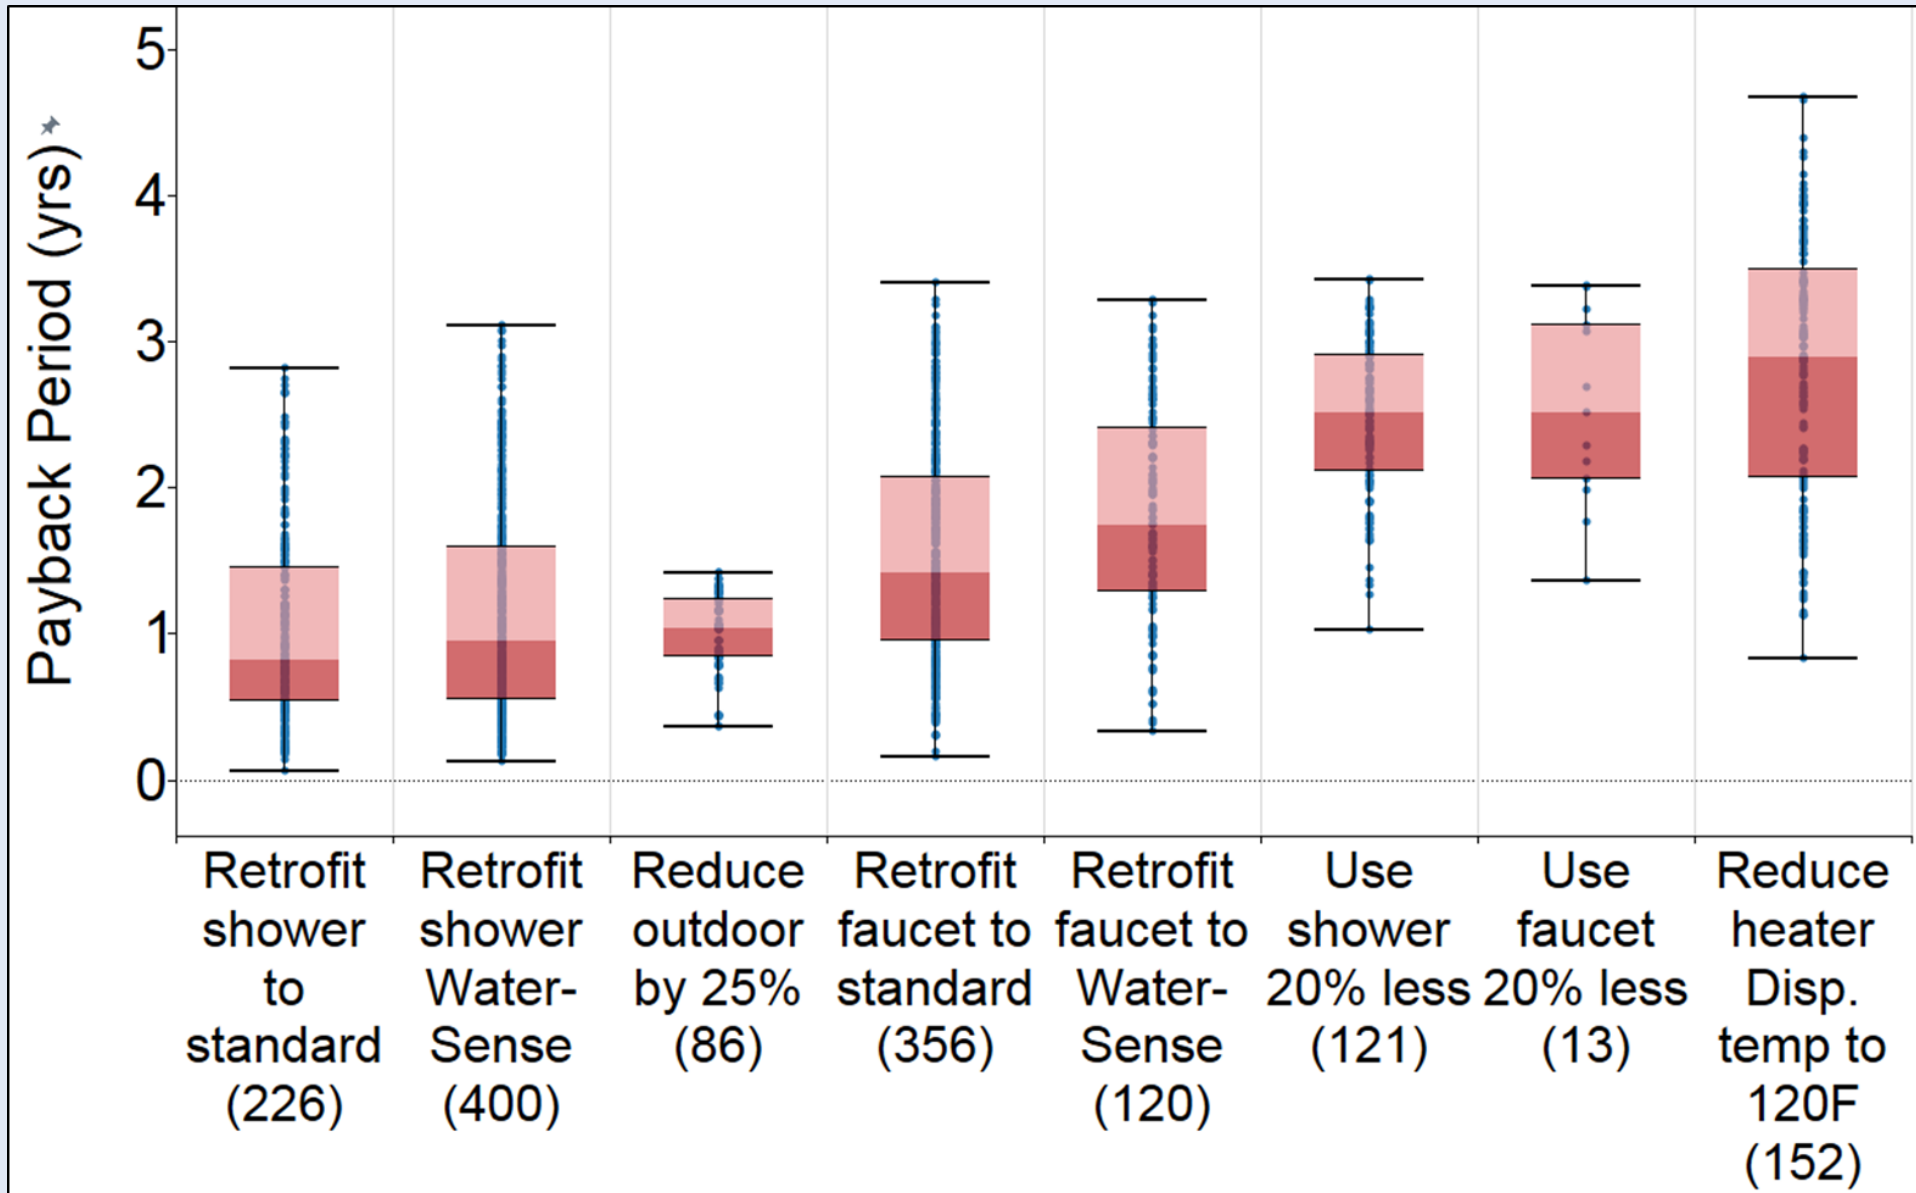 Payback Period (yrs)
5
4
3
2
1
0
Retrofit
shower
to
standard
(226)
Retrofit
shower
Water-
Sense
(400)
Reduce
outdoor
by 25%
(86)
Retrofit
faucet to
standard
(356)
Retrofit
faucet to
Water-
Sense
(120)
Use
shower
20% less
(121)
Use
faucet
20% less
(13)
Reduce
heater
Disp.
temp to
120F
(152)